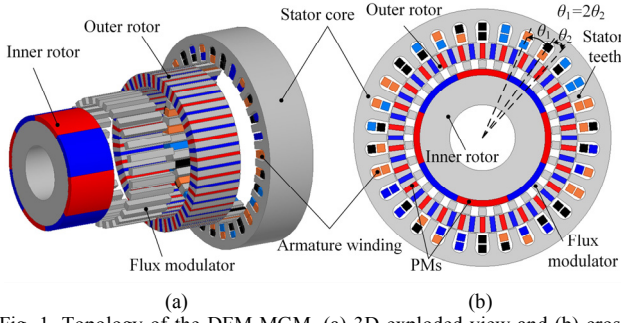 Outer rotor
Stator core
Inner rotor
Flux modulator
Armature winding
(a)
Outer rotor
θ1=2θ2
θ1
θ2
Stator
teeth
Inner rotor
PMs
Flux
modulator
(b)